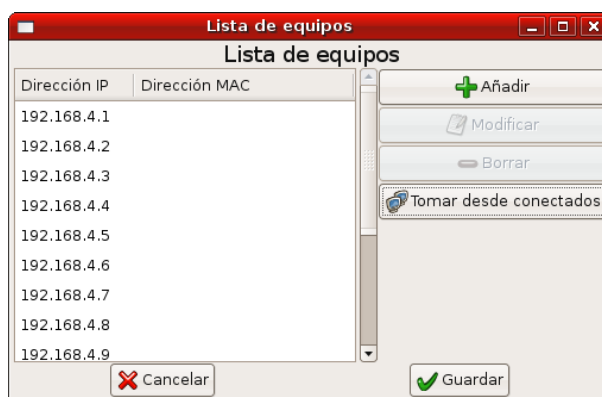 Lista de equipos
Lista de equipos
Dirección IP Dirección MAC
192.168.4.1
192.168.4.2
192.168.4.3
192.168.4.4
192.168.4.5
192.168.4.6
192.168.4.7
192.168.4.8
192.168.4.9
Añadir
Modificar
Borrar
Tomar desde conectados
Cancelar
Guardar